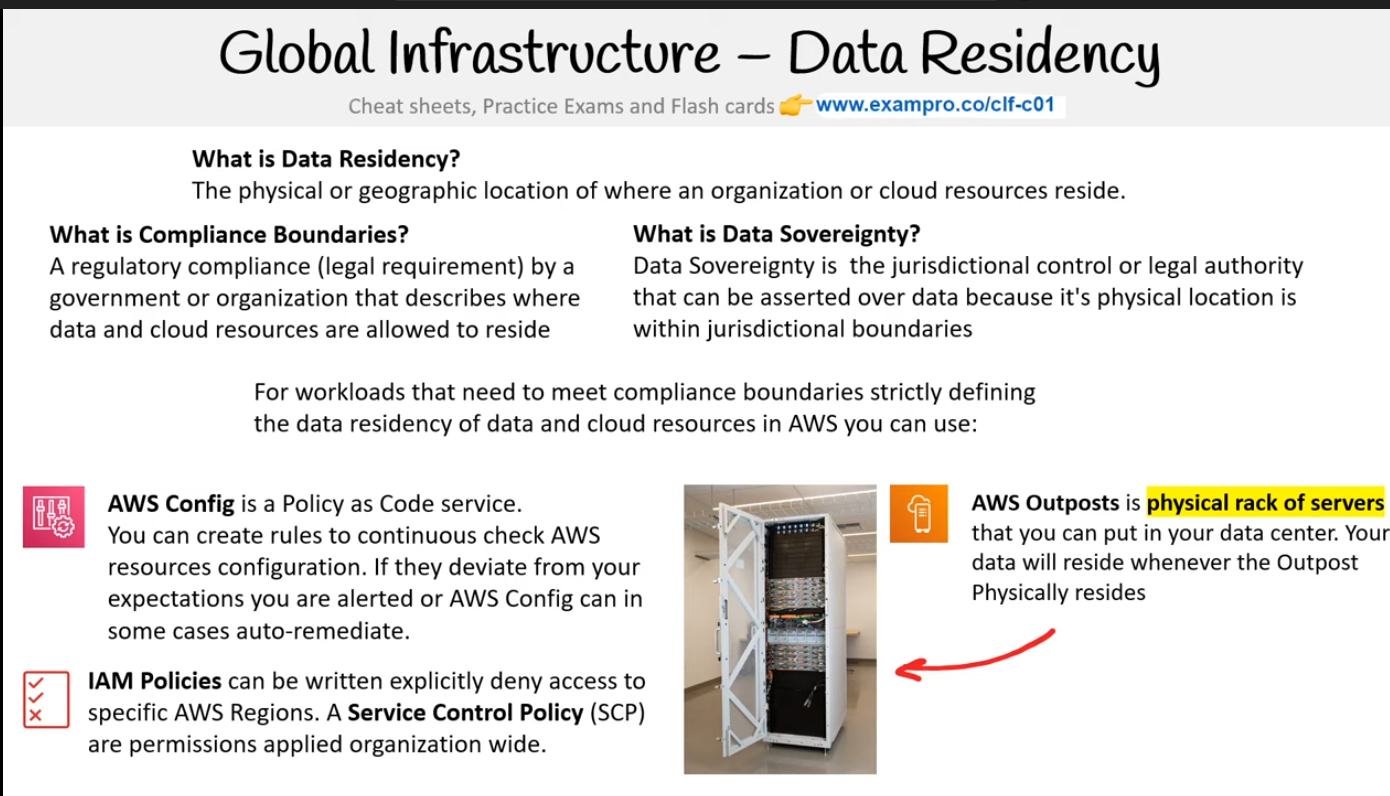 Global Infrastructure – Data Residency
Cheat sheets, Practice Exams and Flash cards 👉 www.exampro.co/clf-c01
What is Data Residency?
The physical or geographic location of where an organization or cloud resources reside.
What is Compliance Boundaries?
A regulatory compliance (legal requirement) by a
government or organization that describes where
data and cloud resources are allowed to reside
What is Data Sovereignty?
Data Sovereignty is the jurisdictional control or legal authority
that can be asserted over data because it's physical location is
within jurisdictional boundaries
For workloads that need to meet compliance boundaries strictly defining
the data residency of data and cloud resources in AWS you can use:
AWS Config is a Policy as Code service.
You can create rules to continuous check AWS
resources configuration. If they deviate from your
expectations you are alerted or AWS Config can in
some cases auto-remediate.
IAM Policies can be written explicitly deny access to
specific AWS Regions. A Service Control Policy (SCP)
are permissions applied organization wide.
AWS Outposts is physical rack of servers
that you can put in your data center. Your
data will reside whenever the Outpost
Physically resides